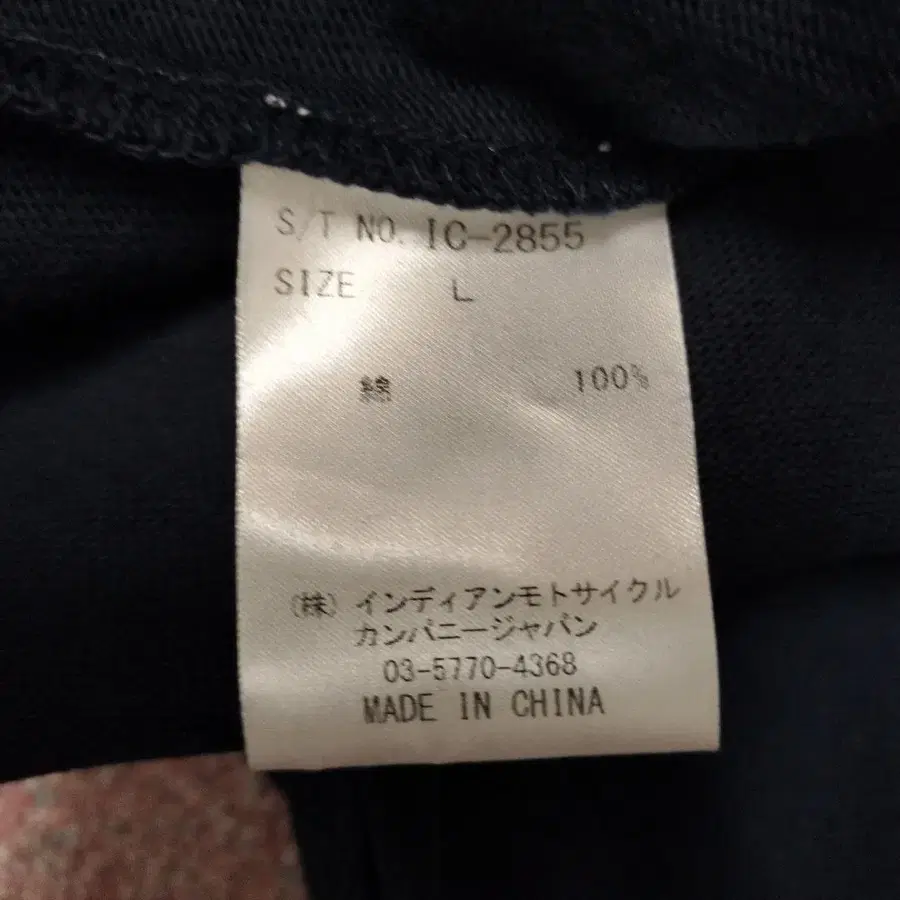 S/T NO. IC-2855
SIZE L
綿 100%
(株) インディアンモトサイクル
カンパニージャパン
03-5770-4368
MADE IN CHINA